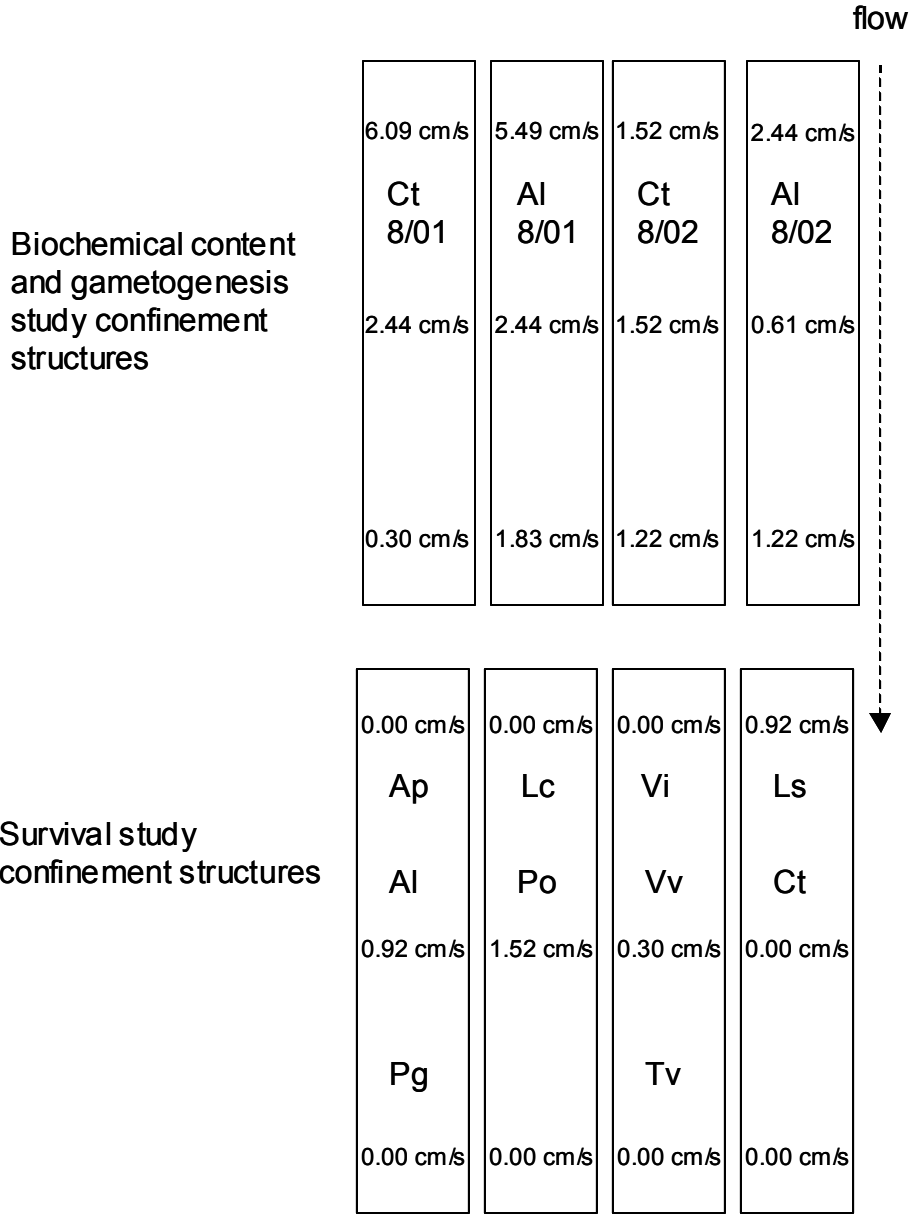 flow
6.09 cm/s 5.49 cm/s 1.52 cm/s 2.44 cm/s
Ct Al Ct Al
8/01 8/01 8/02 8/02
Biochemical content
and gametogenesis
study confinement
structures
2.44 cm/s 2.44 cm/s 1.52 cm/s 0.61 cm/s
0.30 cm/s 1.83 cm/s 1.22 cm/s 1.22 cm/s
0.00 cm/s 0.00 cm/s 0.00 cm/s 0.92 cm/s
Ap Lc Vi Ls
Survival study
confinement structures
Al Po Vv Ct
0.92 cm/s 1.52 cm/s 0.30 cm/s 0.00 cm/s
Pg Tv
0.00 cm/s 0.00 cm/s 0.00 cm/s 0.00 cm/s